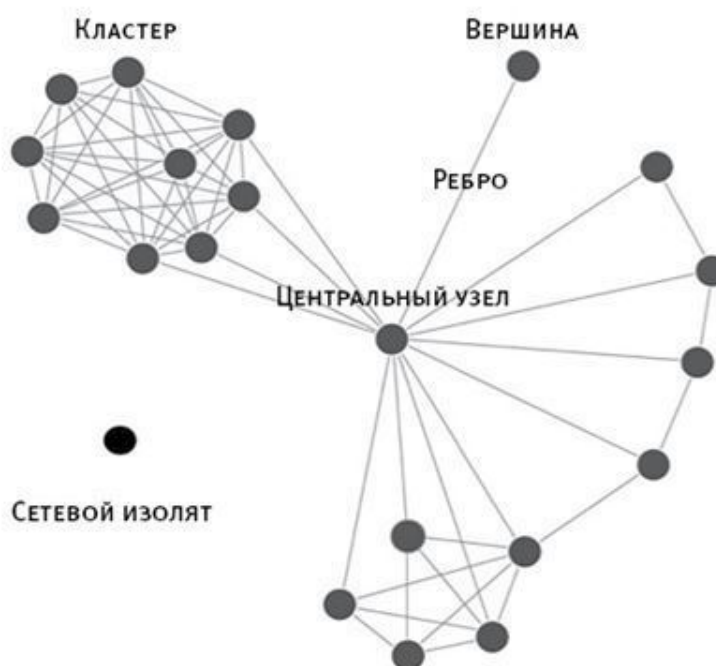 Кластер
Вершина
Ребро
Центральный узел
Сетевой изолят